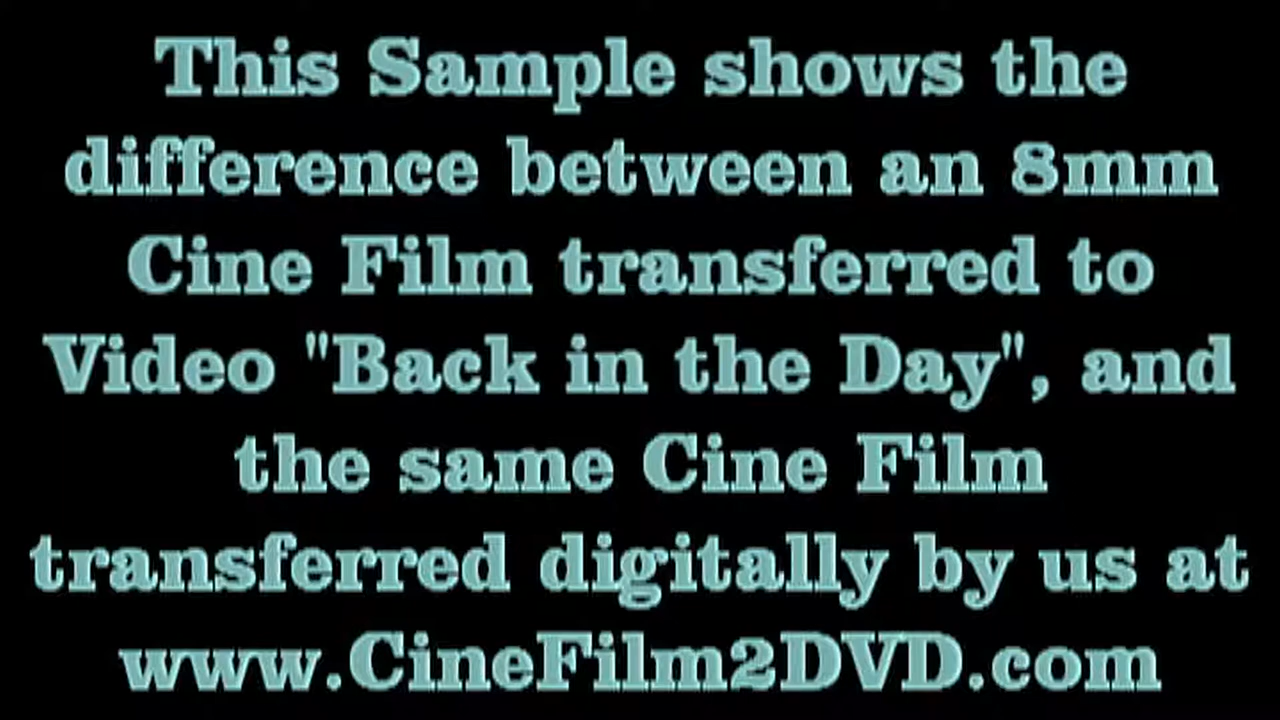 This Sample shows the
difference between an 8mm
Cine Film transferred to
Video "Back in the Day", and
the same Cine Film
transferred digitally by us at
www.CineFilm2DVD.com